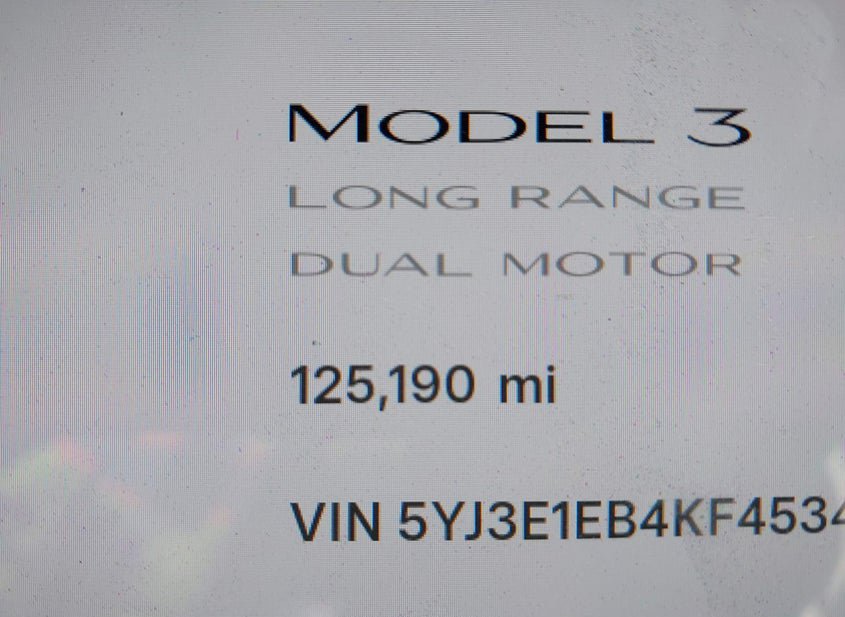 MODEL 3
LONG RANGE
DUAL MOTOR
125,190 mi
VIN 5YJ3E1EB4KF4534